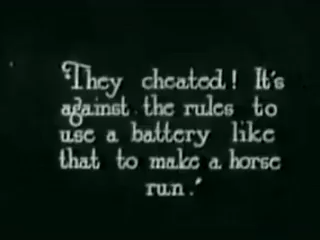 "They cheated! It's
against the rules to
use a battery like
that to make a horse
run."